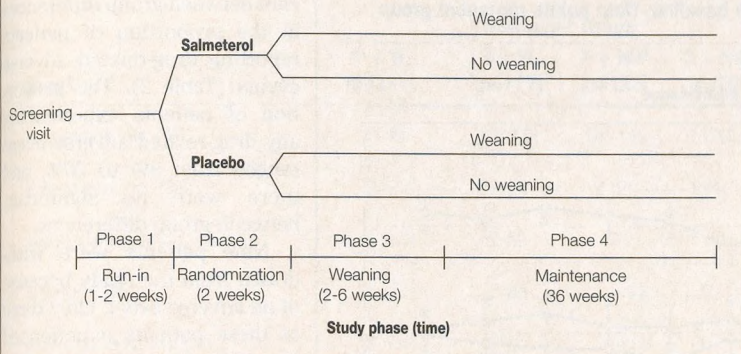 Weaning
Salmeterol
No weaning
Screening
visit
Weaning
Placebo
No weaning
Phase 1
Phase 2
Phase 3
Phase 4
Run-in
(1-2 weeks)
Randomization
(2 weeks)
Weaning
(2-6 weeks)
Maintenance
(36 weeks)
Study phase (time)